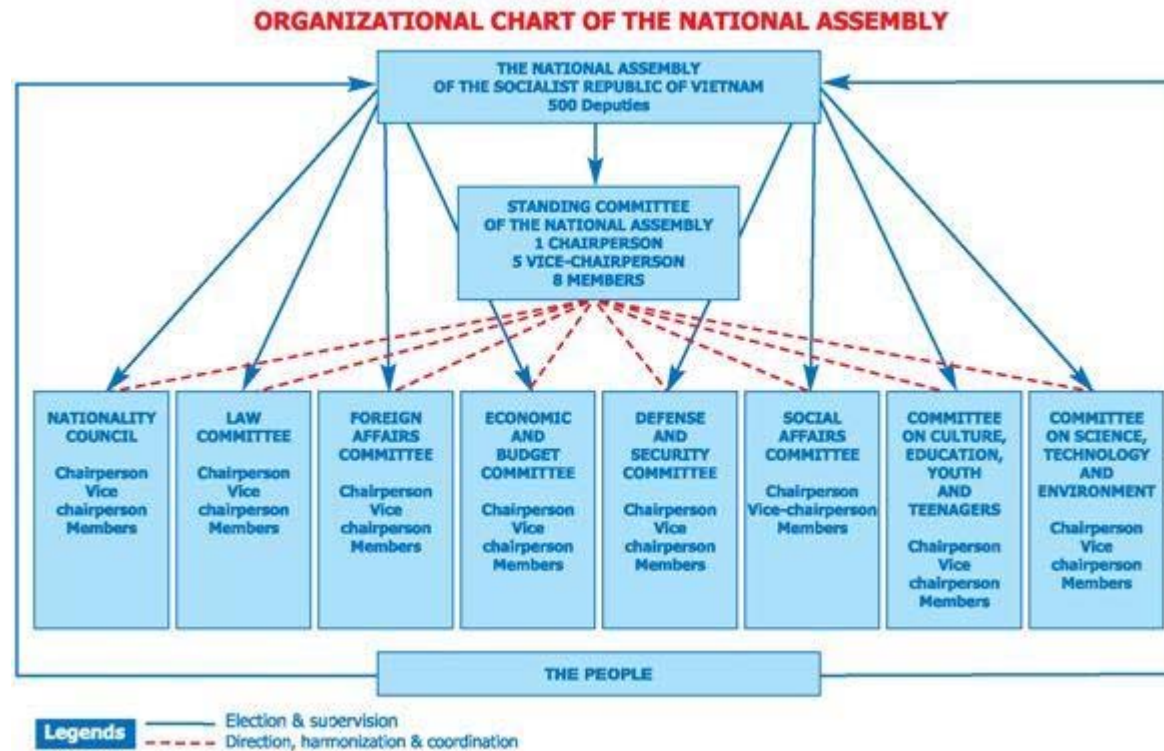 ORGANIZATIONAL CHART OF THE NATIONAL ASSEMBLY
THE NATIONAL ASSEMBLY
OF THE SOCIALIST REPUBLIC OF VIETNAM
500 Deputies
STANDING COMMITTEE
OF THE NATIONAL ASSEMBLY
1 CHAIRPERSON
5 VICE-CHAIRPERSON
8 MEMBERS
NATIONALITY
COUNCIL
Chairperson
Vice
chairperson
Members
LAW
COMMITTEE
Chairperson
Vice
chairperson
Members
FOREIGN
AFFAIRS
COMMITTEE
Chairperson
Vice
chairperson
Members
ECONOMIC
AND
BUDGET
COMMITTEE
Chairperson
Vice
chairperson
Members
DEFENSE
AND
SECURITY
COMMITTEE
Chairperson
Vice
chairperson
Members
SOCIAL
AFFAIRS
COMMITTEE
Chairperson
Vice-chairperson
Members
COMMITTEE
ON CULTURE,
EDUCATION,
YOUTH
AND
TEENAGERS
Chairperson
Vice
chairperson
Members
COMMITTEE
ON SCIENCE,
TECHNOLOGY
AND
ENVIRONMENT
Chairperson
Vice
chairperson
Members
THE PEOPLE
Legends
Election & supervision
Direction, harmonization & coordination